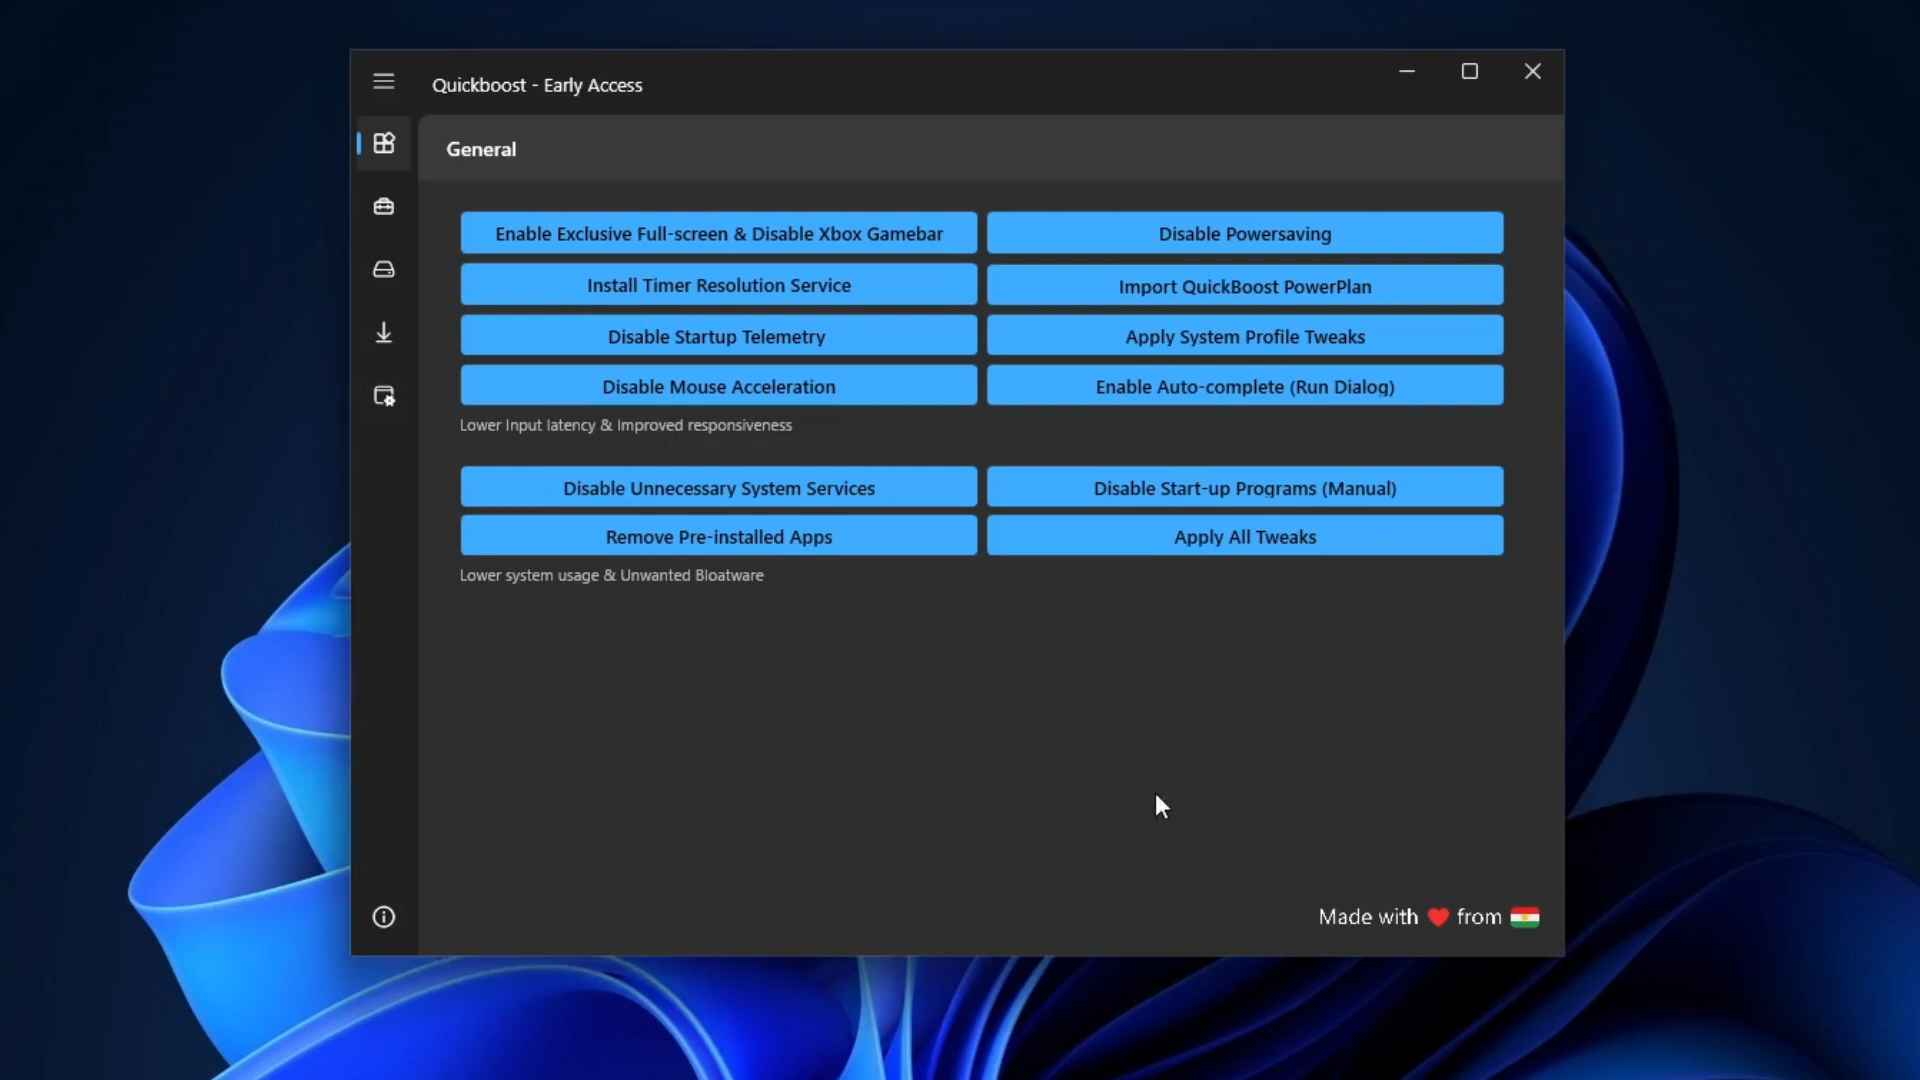 Quickboost - Early Access
General
Enable Exclusive Full-screen & Disable Xbox Gamebar
Disable Powersaving
Install Timer Resolution Service
Import QuickBoost PowerPlan
Disable Startup Telemetry
Apply System Profile Tweaks
Disable Mouse Acceleration
Enable Auto-complete (Run Dialog)
Lower Input latency & Improved responsiveness
Disable Unnecessary System Services
Disable Start-up Programs (Manual)
Remove Pre-installed Apps
Apply All Tweaks
Lower system usage & Unwanted Bloatware
Made with ❤ from